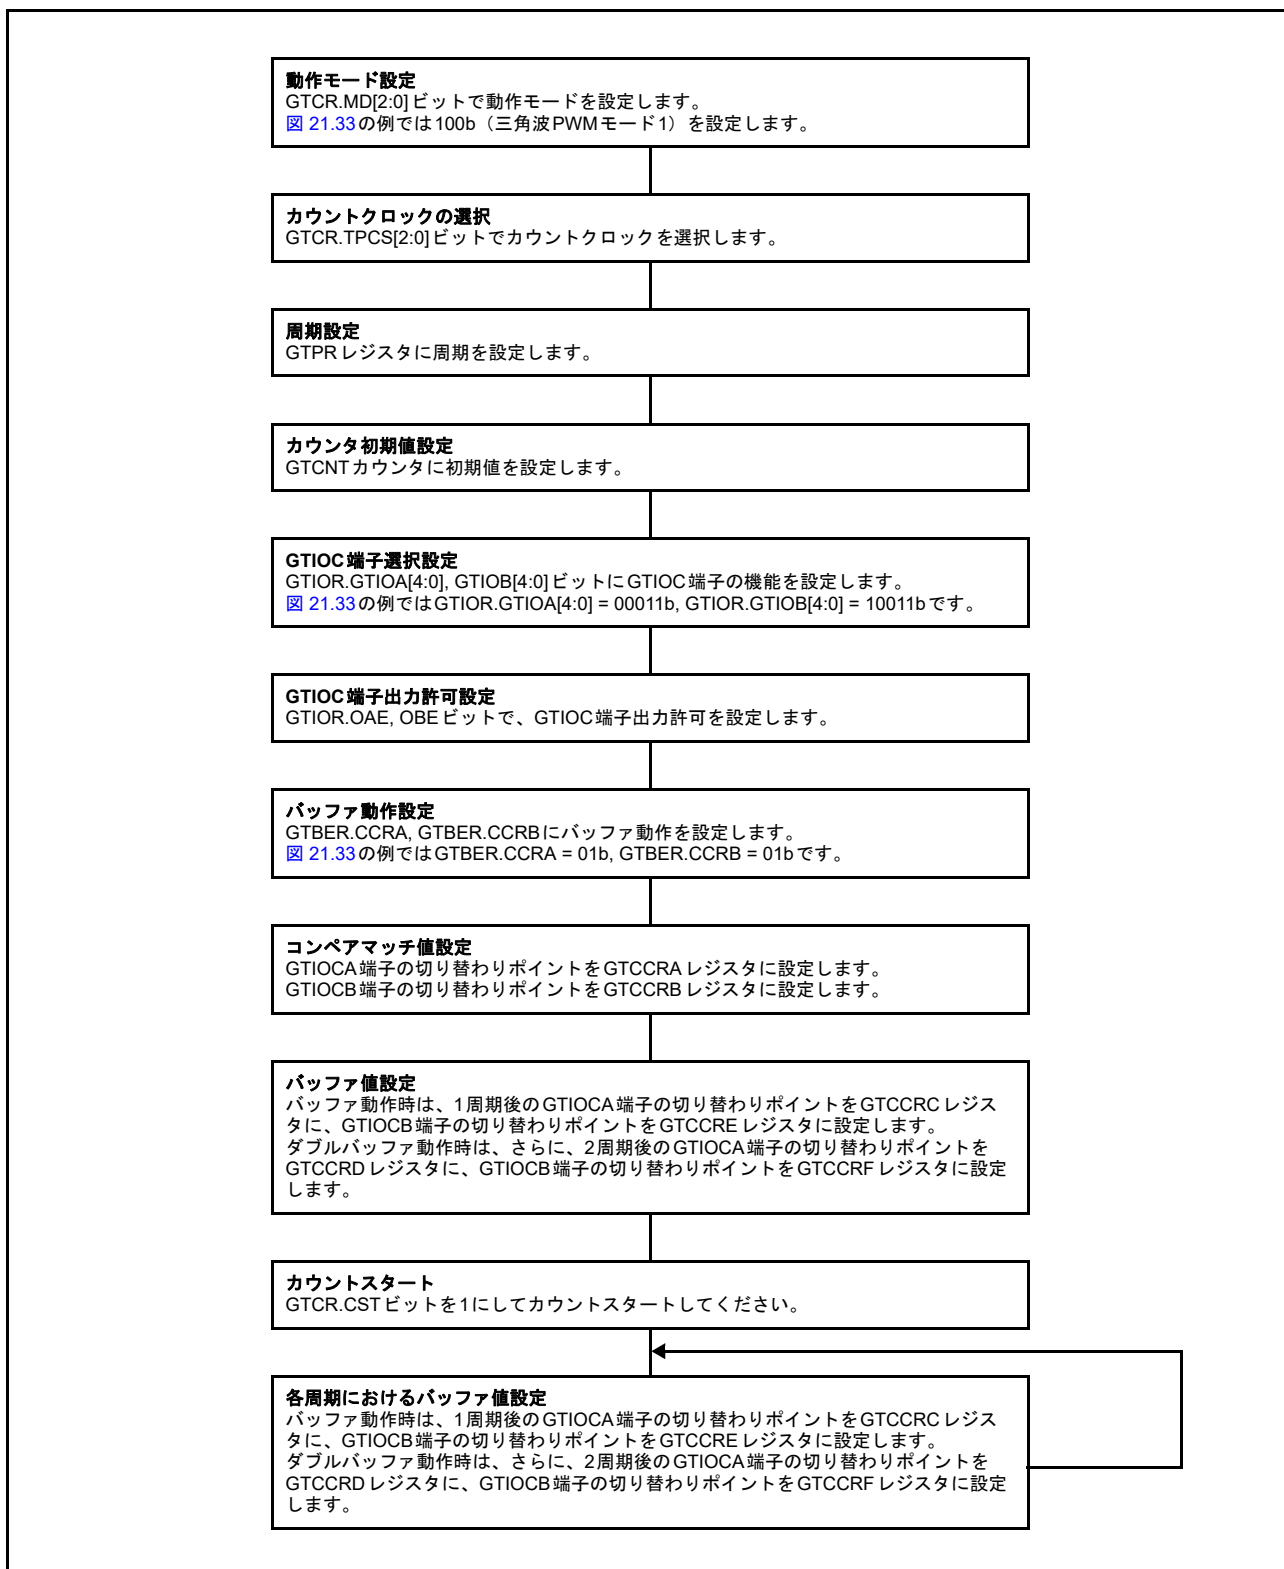 動作モード設定
GTCR.MD[2:0]ビットで動作モードを設定します。
図 21.33の例では100b（三角波PWMモード1）を設定します。
カウントクロックの選択
GTCR.TPCS[2:0]ビットでカウントクロックを選択します。
周期設定
GTPRレジスタに周期を設定します。
カウンタ初期値設定
GTCNTカウンタに初期値を設定します。
GTIOC端子選択設定
GTIOR.GTIOA[4:0], GTIOB[4:0]ビットにGTIOC端子の機能を設定します。
図 21.33の例ではGTIOR.GTIOA[4:0] = 00011b, GTIOR.GTIOB[4:0] = 10011bです。
GTIOC端子出力許可設定
GTIOR.OAE, OBEビットで、GTIOC端子出力許可を設定します。
バッファ動作設定
GTBER.CCRA, GTBER.CCRBにバッファ動作を設定します。
図 21.33の例ではGTBER.CCRA = 01b, GTBER.CCRB = 01bです。
コンペアマッチ値設定
GTIOCA端子の切り替わりポイントをGTCCRAレジスタに設定します。
GTIOCB端子の切り替わりポイントをGTCCRBレジスタに設定します。
バッファ値設定
バッファ動作時は、1周期後のGTIOCA端子の切り替わりポイントをGTCCRCレジス
タに、GTIOCB端子の切り替わりポイントをGTCCREレジスタに設定します。
ダブルバッファ動作時は、さらに、2周期後のGTIOCA端子の切り替わりポイントを
GTCCRDレジスタに、GTIOCB端子の切り替わりポイントをGTCCRFレジスタに設定
します。
カウントスタート
GTCR.CSTビットを1にしてカウントスタートしてください。
各周期におけるバッファ値設定
バッファ動作時は、1周期後のGTIOCA端子の切り替わりポイントをGTCCRCレジス
タに、GTIOCB端子の切り替わりポイントをGTCCREレジスタに設定します。
ダブルバッファ動作時は、さらに、2周期後のGTIOCA端子の切り替わりポイントを
GTCCRDレジスタに、GTIOCB端子の切り替わりポイントをGTCCRFレジスタに設定
します。